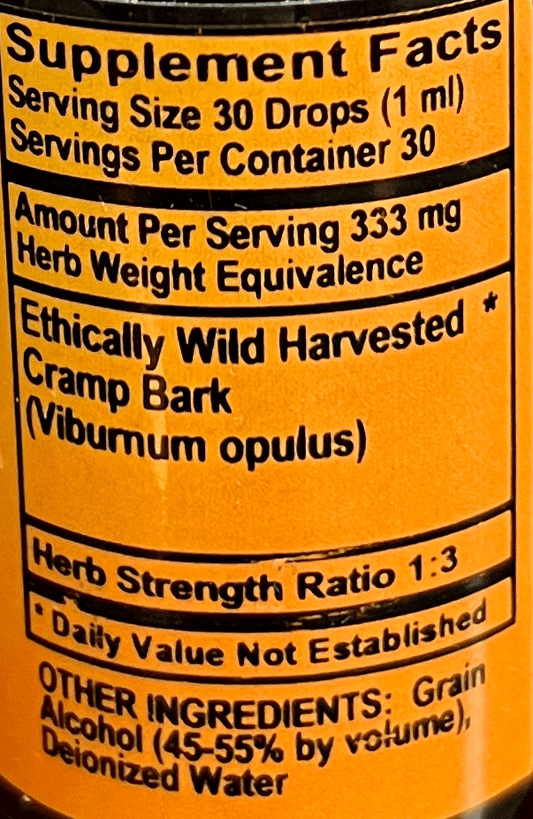 Supplement Facts
Serving Size 30 Drops (1 ml)
Servings Per Container 30
Amount Per Serving 333 mg
Herb Weight Equivalence
Ethically Wild Harvested *
Cramp Bark
(Viburnum opulus)
Herb Strength Ratio 1:3
* Daily Value Not Established
OTHER INGREDIENTS: Grain
Alcohol (45-55% by volume),
Deionized Water